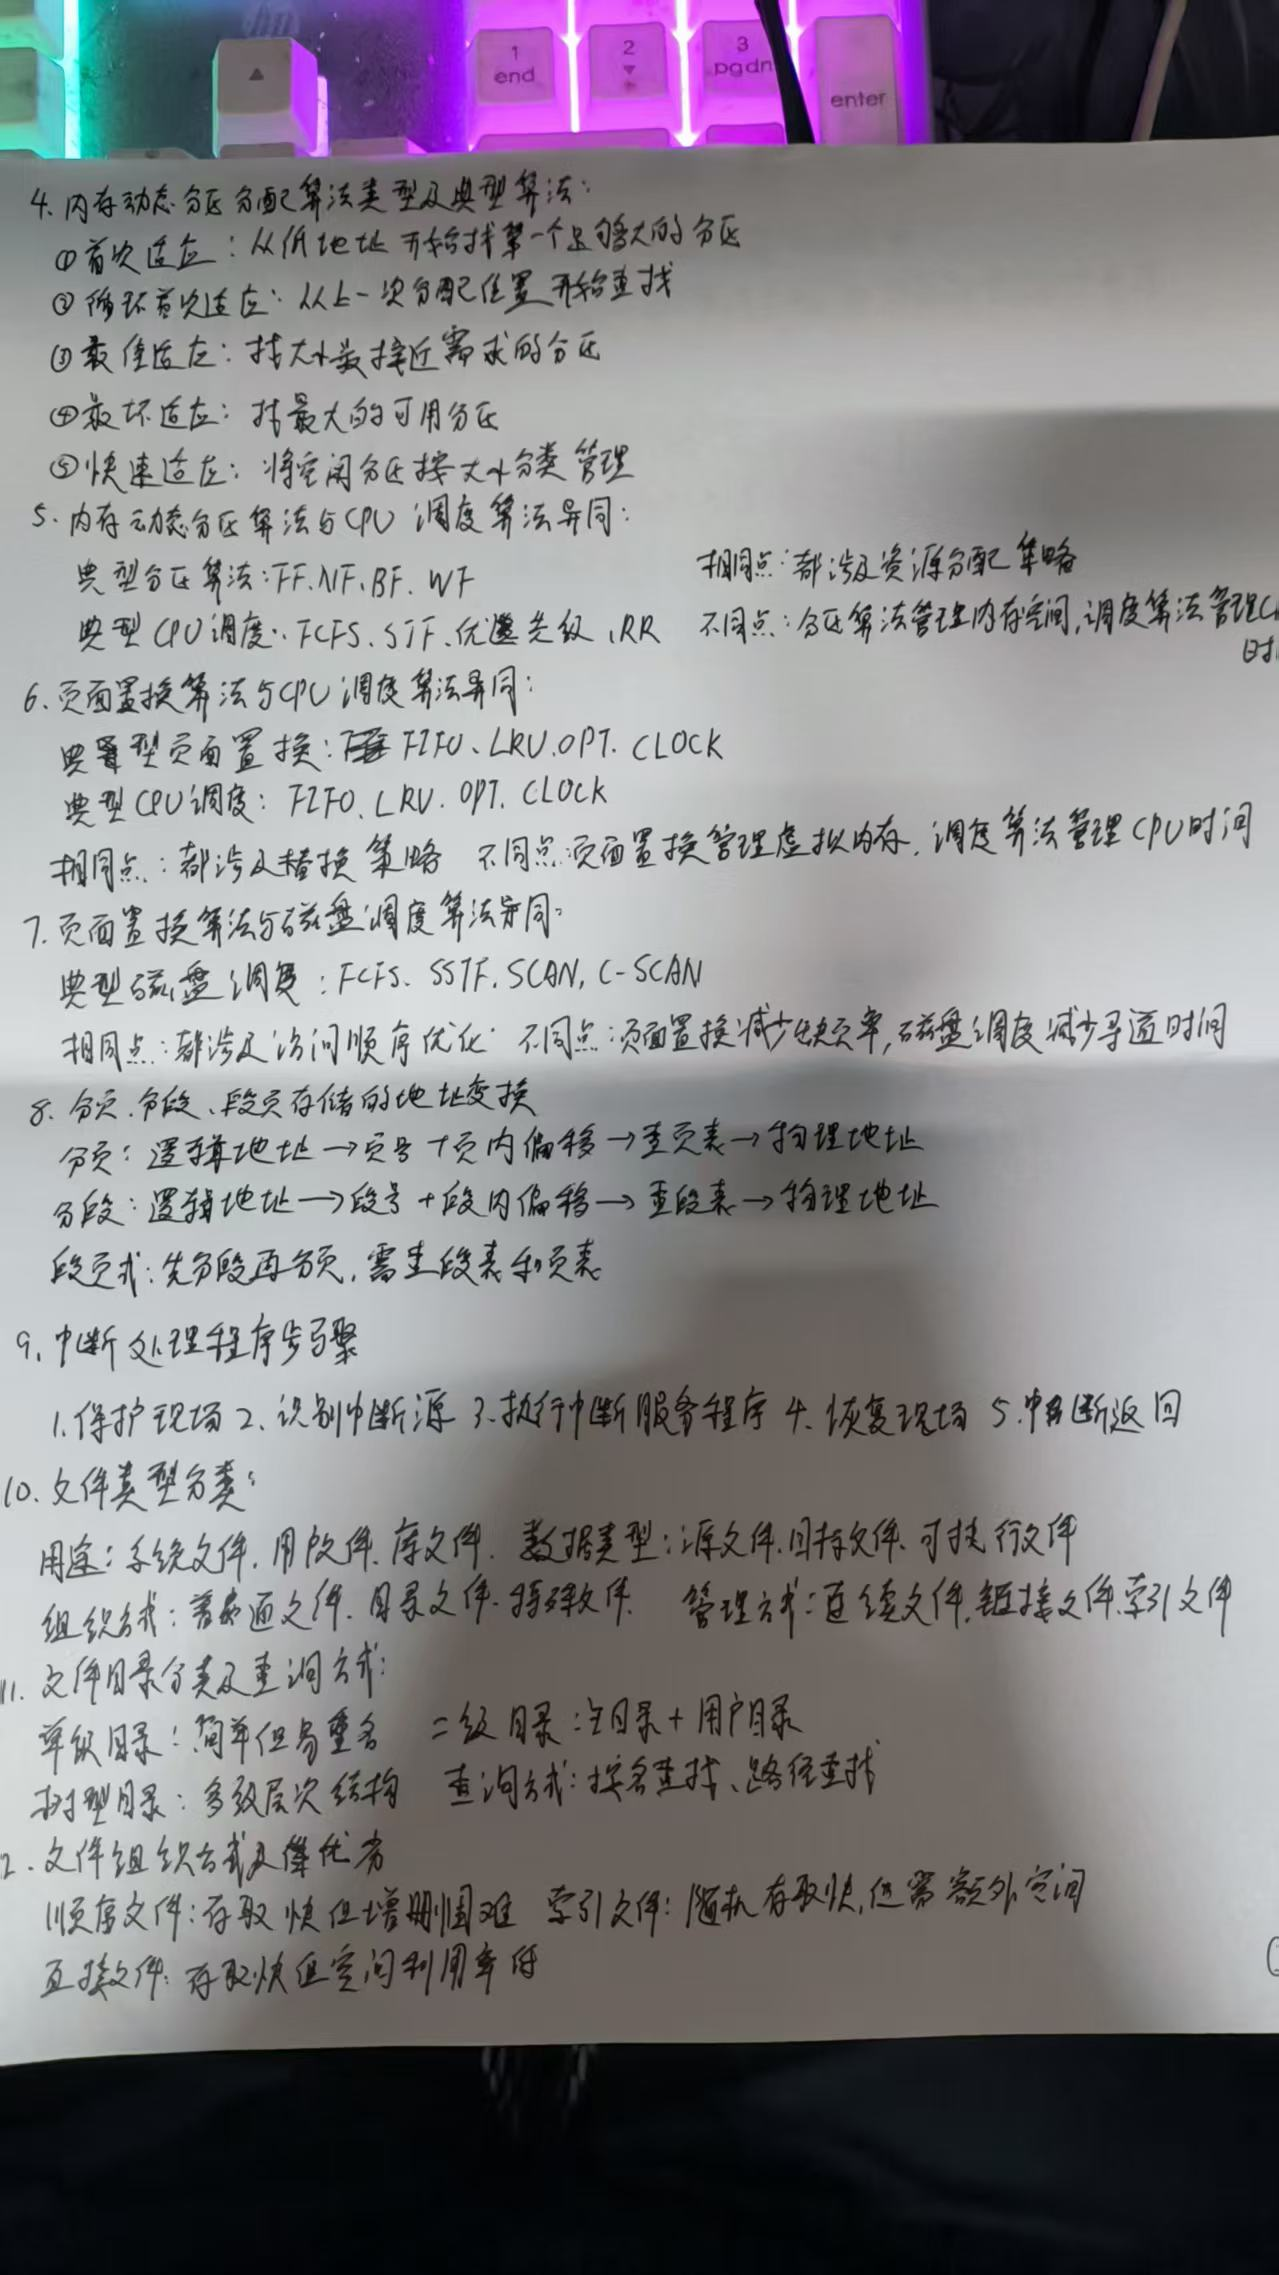 1
end
2
3
pgdn
enter
4. 内存动态分区分配算法类型及典型算法:
①首次适应: 从低地址开始找第一个足够大的分区
②循环首次适应: 从上一次分配位置开始查找
③最佳适应: 找大小最接近需求的分区
④最坏适应: 找最大的可用分区
⑤快速适应: 将空闲分区按大小分类管理
5. 内存动态分区算法与CPU调度算法异同:
典型分区算法: FF、NF、BF、WF
相同点: 都涉及资源分配策略
典型CPU调度: FCFS、SJF、优先级、RR
不同点: 分区算法管理内存空间, 调度算法管理C
时
6. 页面置换算法与CPU调度算法异同:
典型页面置换: FIFO、LRU、OPT、CLOCK
典型CPU调度: FIFO、LRU、OPT、CLOCK
相同点: 都涉及替换策略 不同点: 页面置换管理虚拟内存, 调度算法管理CPU时间
7. 页面置换算法与磁盘调度算法异同:
典型磁盘调度: FCFS、SSTF、SCAN, C-SCAN
相同点: 都涉及访问顺序优化 不同点: 页面置换减少缺页率, 磁盘调度减少寻道时间
8. 分页、分段、段页存储的地址变换
分页: 逻辑地址→页号+页内偏移→查页表→物理地址
分段: 逻辑地址→段号+段内偏移→查段表→物理地址
段页式: 先分段再分页, 需查段表和页表
9. 中断处理程序步骤
1. 保护现场 2. 识别中断源 3. 执行中断服务程序 4. 恢复现场 5. 中断返回
10. 文件类型分类:
用途: 系统文件、用户文件、库文件. 数据类型: 源文件、目标文件、可执行文件
组织方式: 普通文件、目录文件、特殊文件. 管理方式: 连续文件、链接文件、索引文件
11. 文件目录分类及查询方式:
单级目录: 简单但易重名 二级目录: 主目录+用户目录
树型目录: 多级层次结构 查询方式: 按名查找、路径查找
2. 文件组织方式及优劣
顺序文件: 存取快但增删困难 索引文件: 随机存取快, 但需额外空间
直接文件: 存取快但空间利用率低